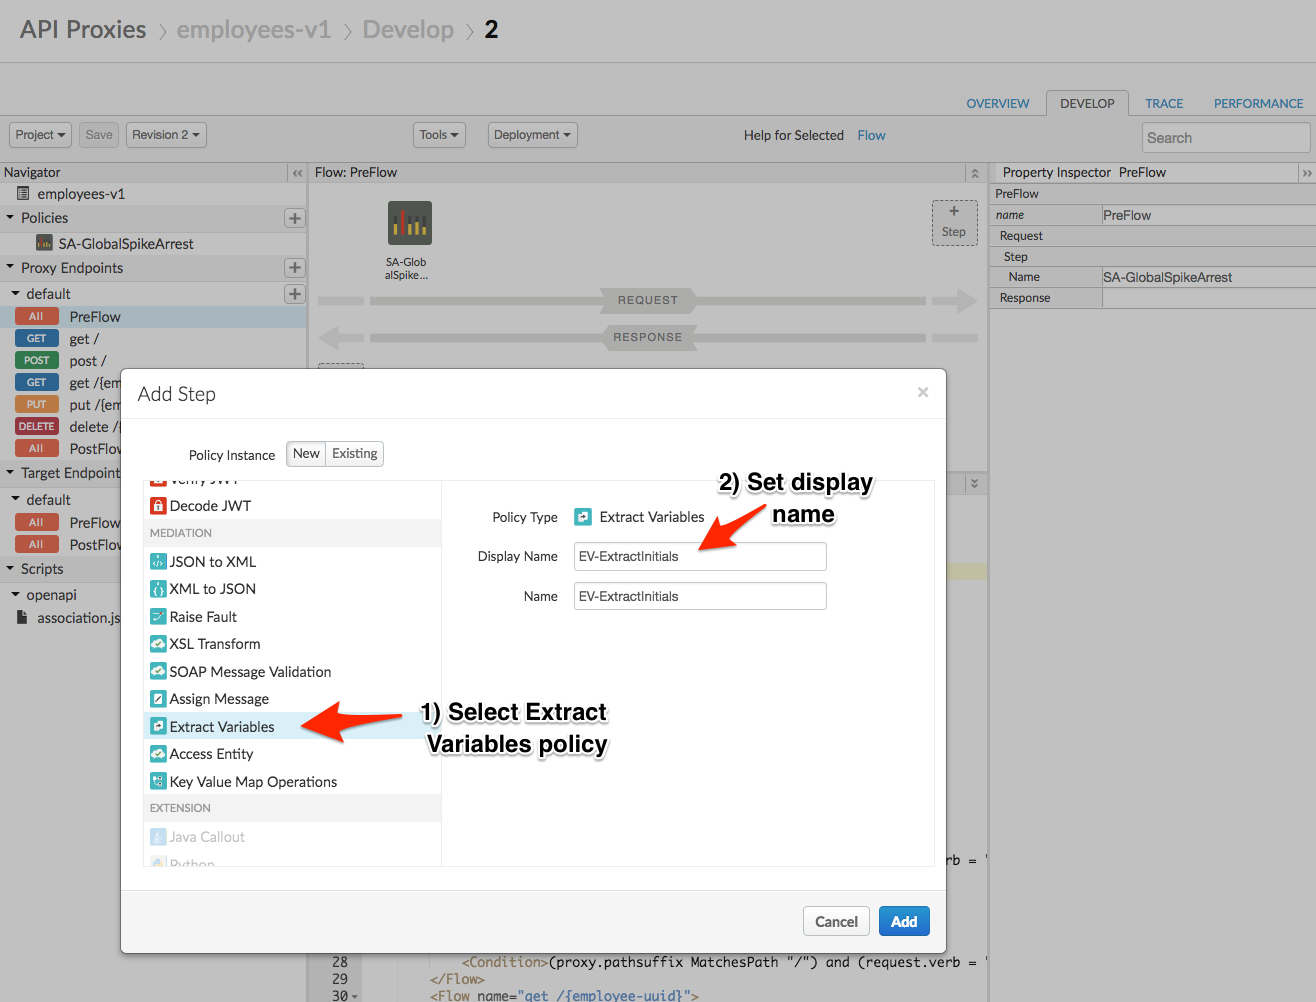 API Proxies > employees-v1 > Develop > 2
OVERVIEW DEVELOP TRACE PERFORMANCE
Project Save Revision 2 Tools Deployment Help for Selected Flow Search
Navigator
employees-v1
Policies
SA-GlobalSpikeArrest
Proxy Endpoints
default
All PreFlow
GET get /
POST post /
GET get /{em
PUT put /{em
DELETE delete /{
All PostFlow
Target Endpoint
default
All PreFlow
All PostFlow
Scripts
openapi
association.js
Flow: PreFlow
SA-Glob
alSpike...
+
Step
REQUEST
RESPONSE
Property Inspector PreFlow
PreFlow
name PreFlow
Request
Step
Name SA-GlobalSpikeArrest
Response
Add Step ×
Policy Instance New Existing
Verify JWT
Decode JWT
MEDIATION
JSON to XML
XML to JSON
Raise Fault
XSL Transform
SOAP Message Validation
Assign Message
Extract Variables
Access Entity
Key Value Map Operations
EXTENSION
Java Callout
Python
Policy Type Extract Variables
Display Name EV-ExtractInitials
Name EV-ExtractInitials
2) Set display
name
1) Select Extract
Variables policy
Cancel Add
rb = '
28 <Condition>(proxy.pathsuffix MatchesPath "/") and (request.verb = '
29 </Flow>
30 <Flow name="get /{employee-uuid}">